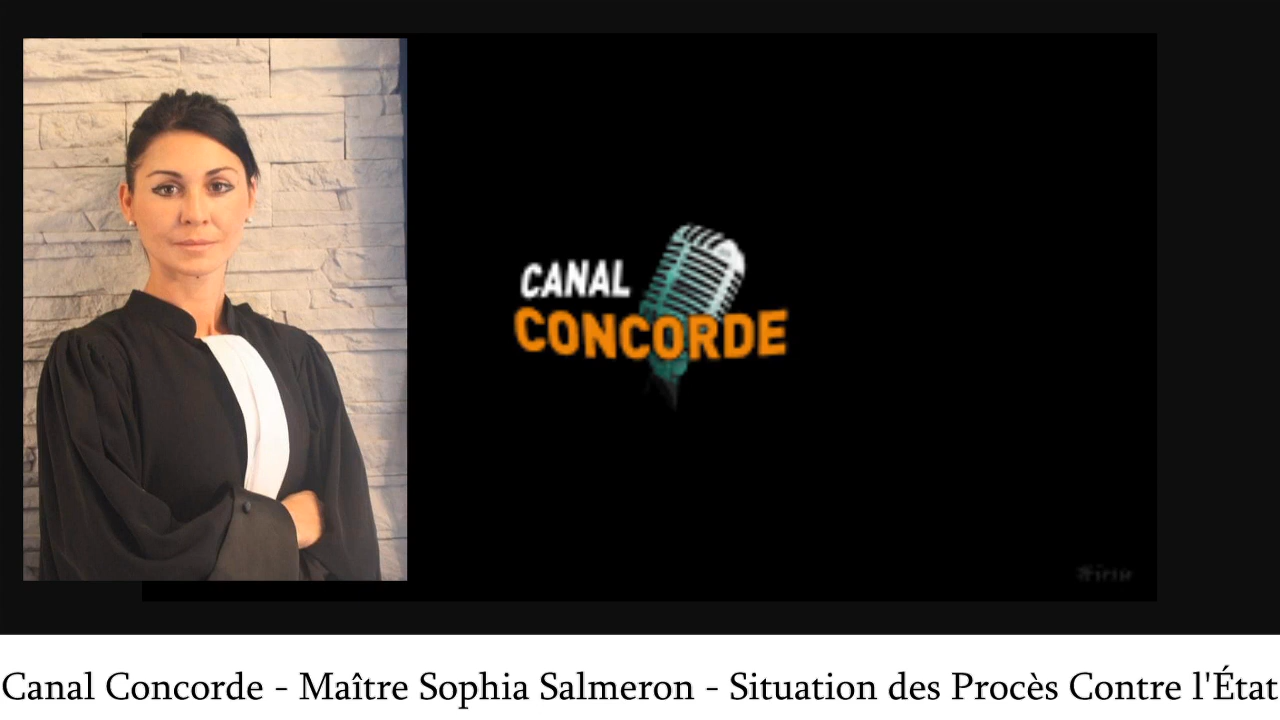 CANAL
CONCORDE
Canal Concorde - Maître Sophia Salmeron - Situation des Procès Contre l'État